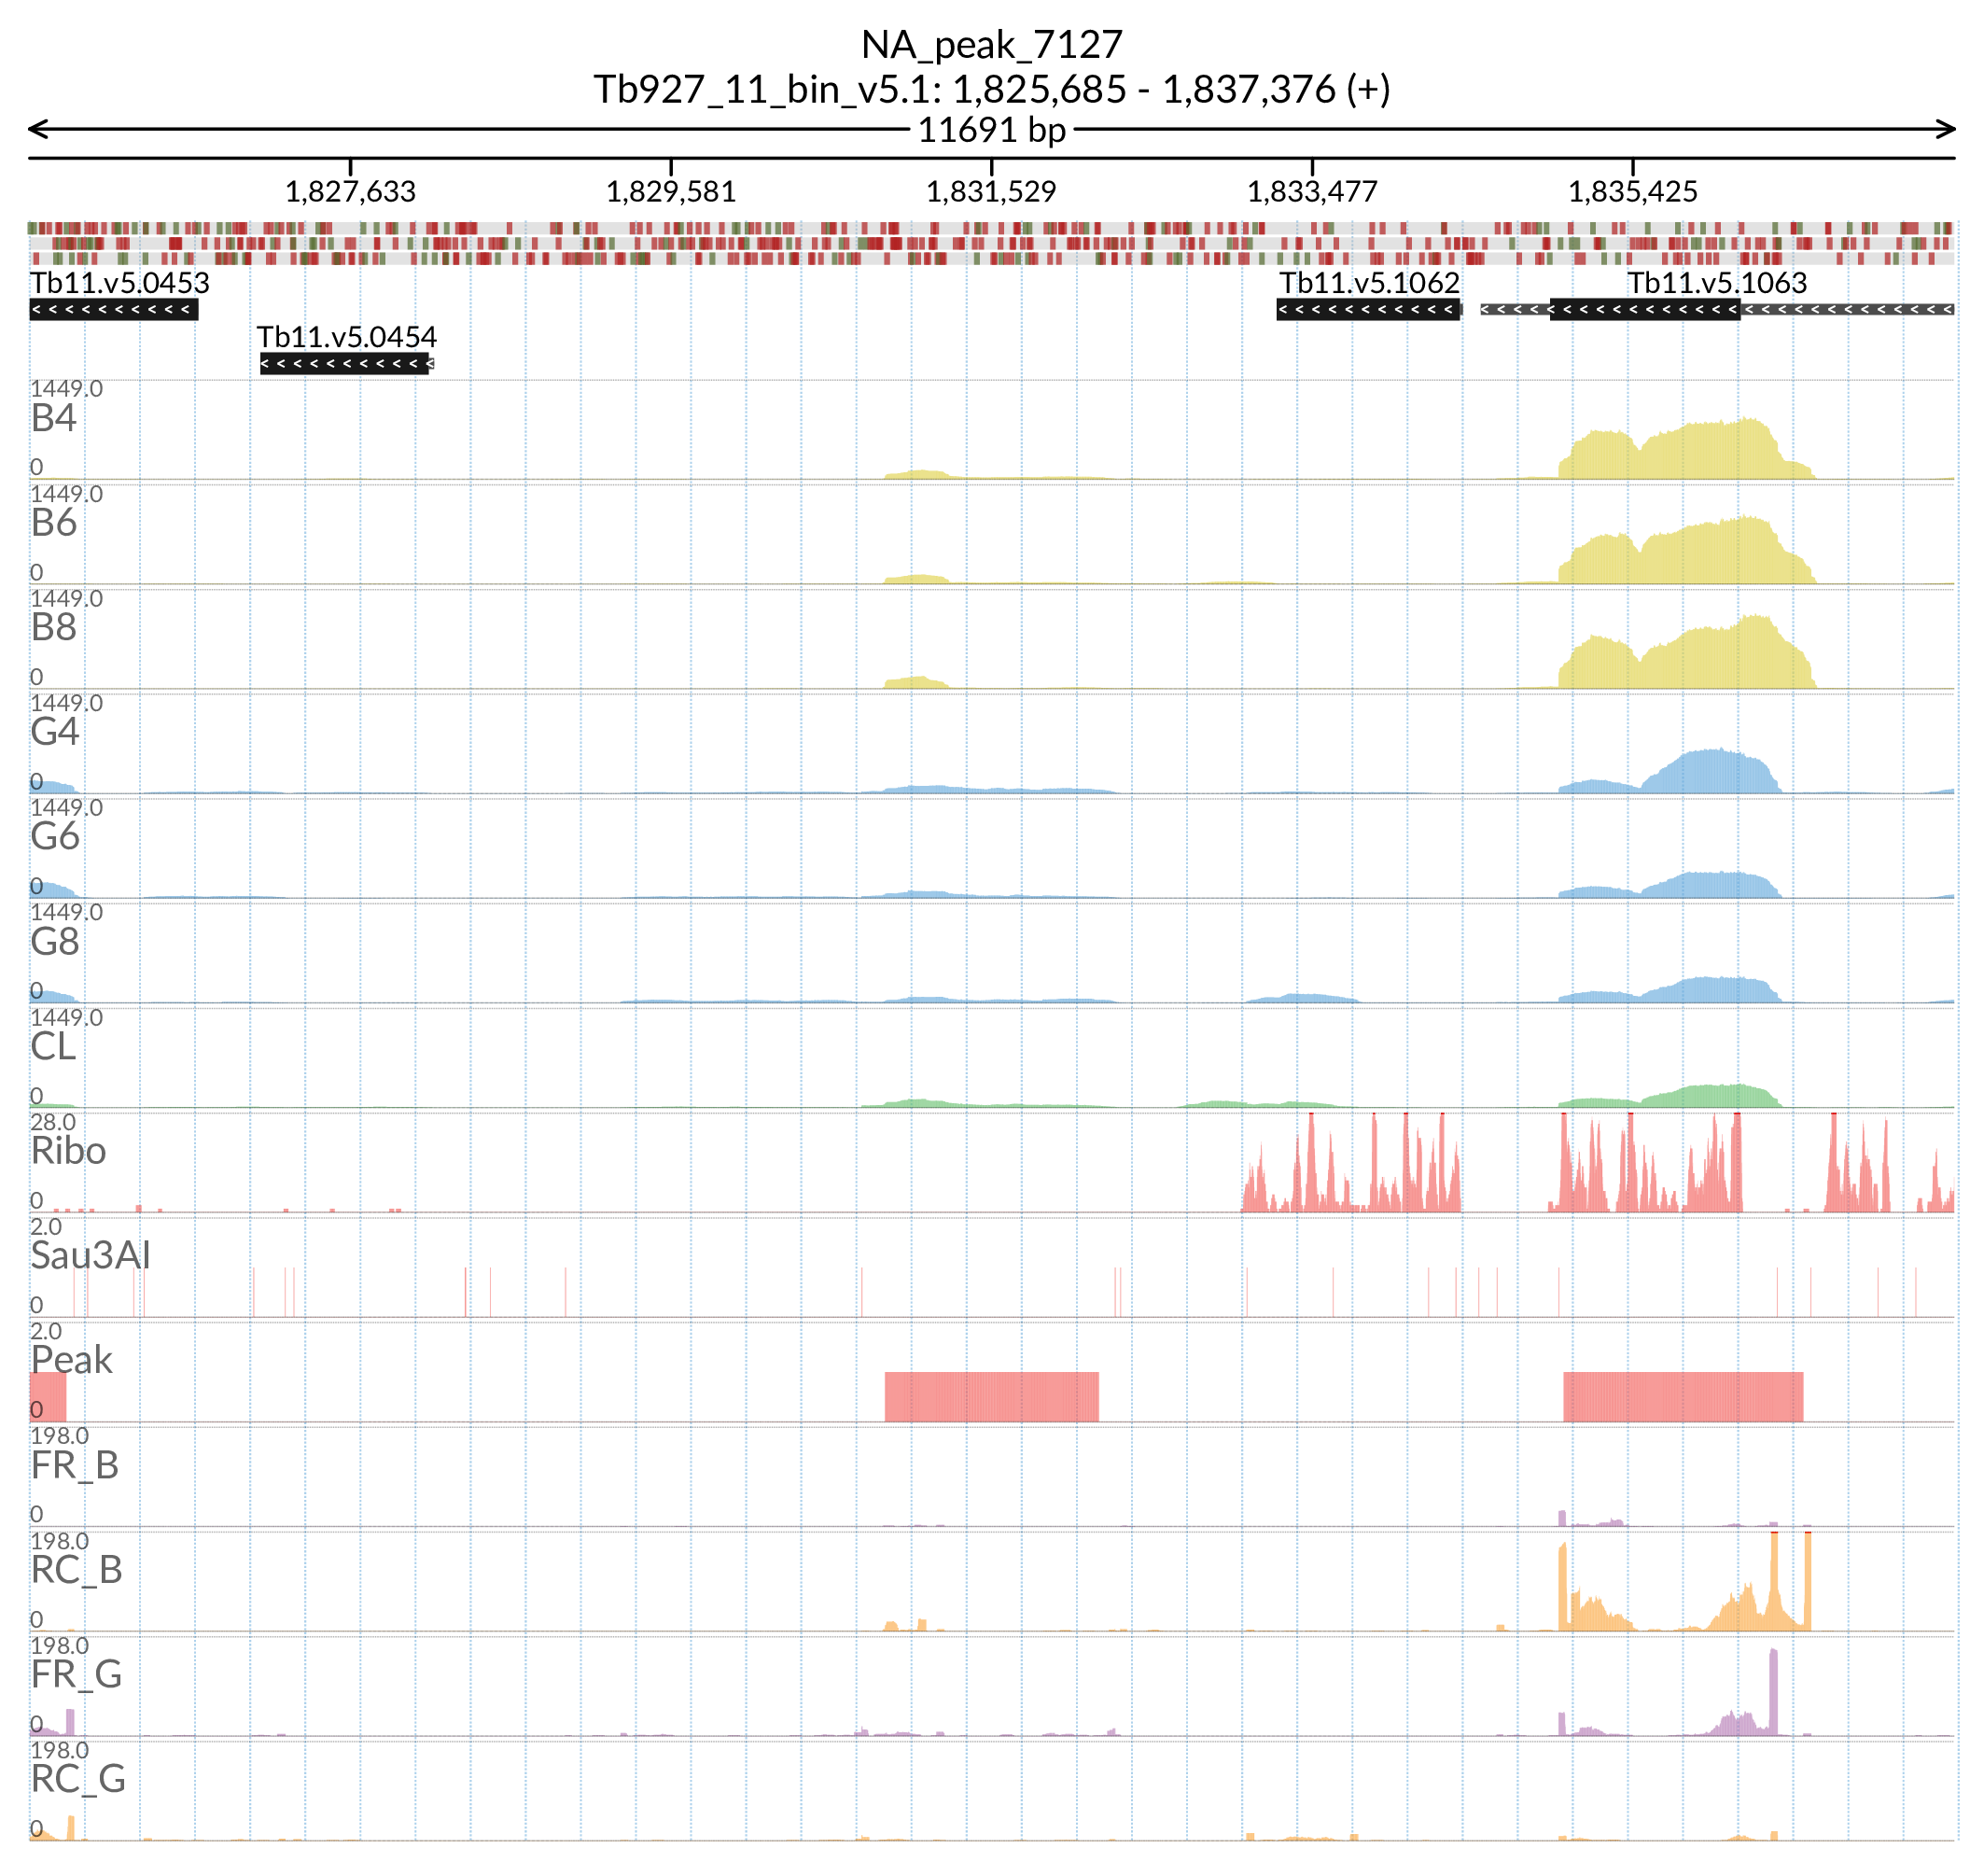 NA_peak_7127
Tb927_11_bin_v5.1: 1,825,685 - 1,837,376 (+)
11691 bp
1,827,633 1,829,581 1,831,529 1,833,477 1,835,425
Tb11.v5.0453 Tb11.v5.1062 Tb11.v5.1063
Tb11.v5.0454
1449.0
B4
0
1449.0
B6
0
1449.0
B8
0
1449.0
G4
0
1449.0
G6
0
1449.0
G8
0
1449.0
CL
0
28.0
Ribo
0
2.0
Sau3AI
0
2.0
Peak
0
198.0
FR_B
0
198.0
RC_B
0
198.0
FR_G
0
198.0
RC_G
0